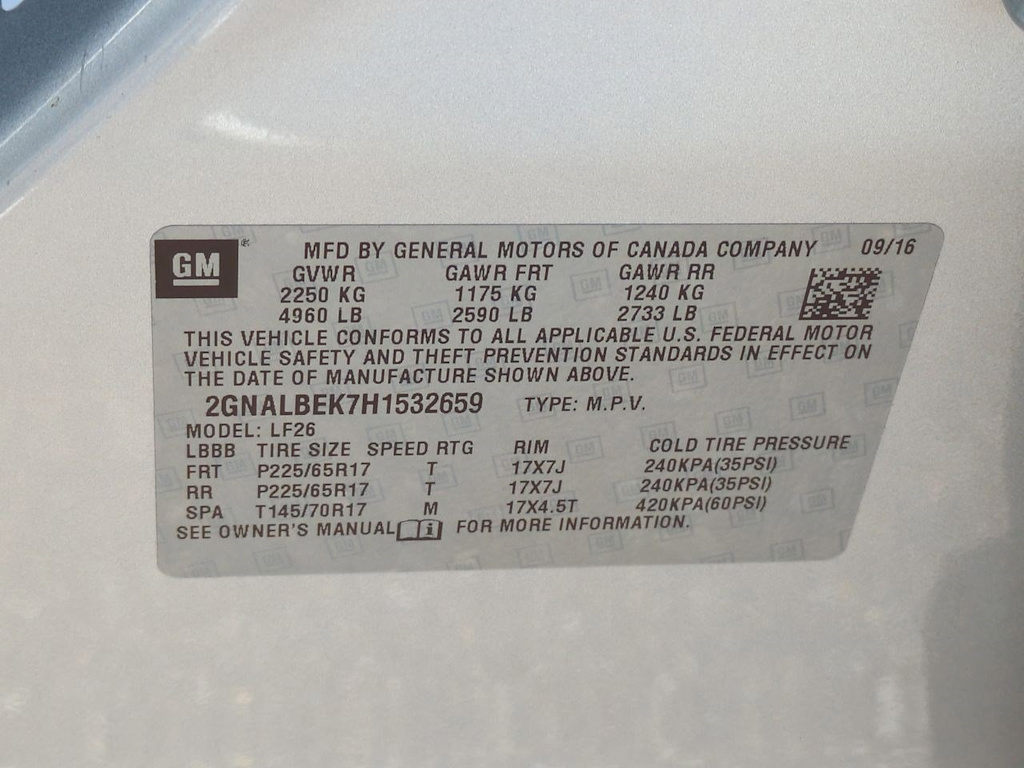 GM
MFD BY GENERAL MOTORS OF CANADA COMPANY 09/16
GVWR GAWR FRT GAWR RR
2250 KG 1175 KG 1240 KG
4960 LB 2590 LB 2733 LB
THIS VEHICLE CONFORMS TO ALL APPLICABLE U.S. FEDERAL MOTOR
VEHICLE SAFETY AND THEFT PREVENTION STANDARDS IN EFFECT ON
THE DATE OF MANUFACTURE SHOWN ABOVE.
2GNALBEK7H1532659 TYPE: M.P.V.
MODEL: LF26
LBBB TIRE SIZE SPEED RTG RIM COLD TIRE PRESSURE
FRT P225/65R17 T 17X7J 240KPA(35PSI)
RR P225/65R17 T 17X7J 240KPA(35PSI)
SPA T145/70R17 M 17X4.5T 420KPA(60PSI)
SEE OWNER'S MANUAL FOR MORE INFORMATION.